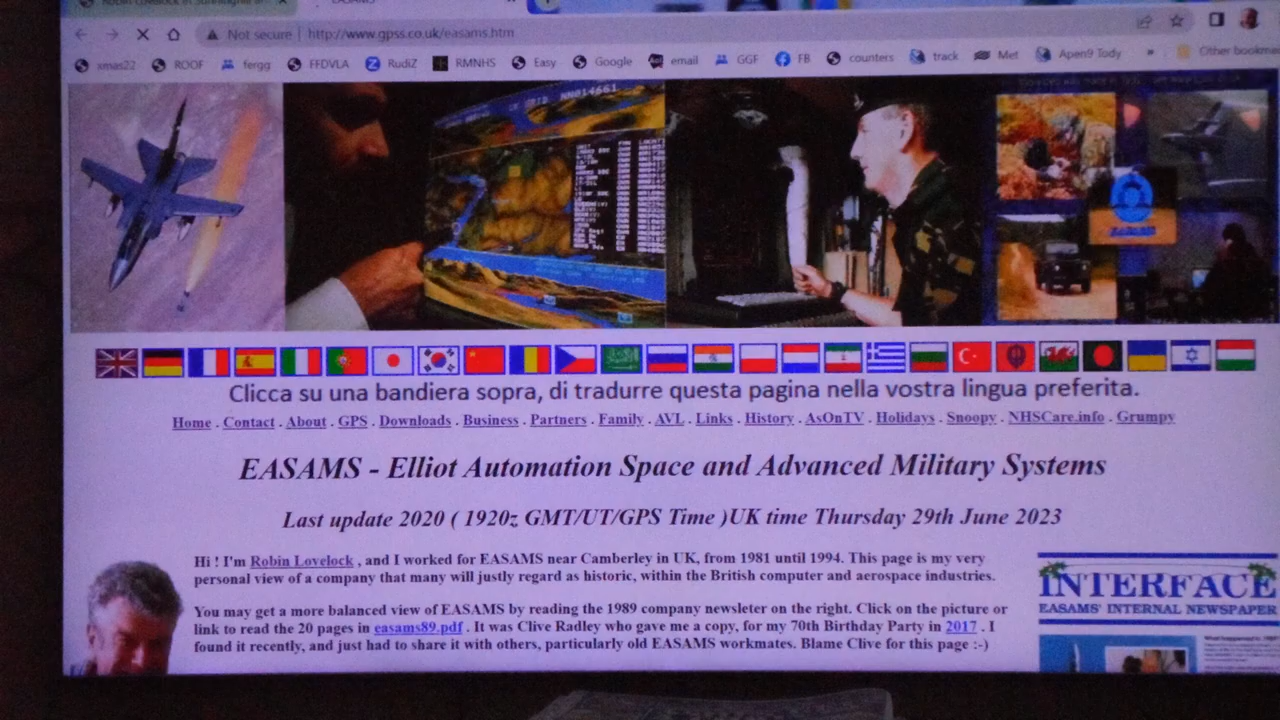 EASAMS
Not secure | http://www.gpss.co.uk/easams.htm
xmas22 ROOF fergg FFDVLA RudiZ RMNHS Easy Google email GGF FB counters track Met Apen9 Tody » Other bookma
UK GRID NN814661
Clicca su una bandiera sopra, di tradurre questa pagina nella vostra lingua preferita.
Home . Contact . About . GPS . Downloads . Business . Partners . Family . AVL . Links . History . AsOnTV . Holidays . Snoopy . NHSCare.info . Grumpy
EASAMS - Elliot Automation Space and Advanced Military Systems
Last update 2020 ( 1920z GMT/UT/GPS Time )UK time Thursday 29th June 2023
Hi ! I'm Robin Lovelock , and I worked for EASAMS near Camberley in UK, from 1981 until 1994. This page is my very
personal view of a company that many will justly regard as historic, within the British computer and aerospace industries.
You may get a more balanced view of EASAMS by reading the 1989 company newsleter on the right. Click on the picture or
link to read the 20 pages in easams89.pdf . It was Clive Radley who gave me a copy, for my 70th Birthday Party in 2017 . I
found it recently, and just had to share it with others, particularly old EASAMS workmates. Blame Clive for this page :-)
INTERFACE
EASAMS' INTERNAL NEWSPAPER